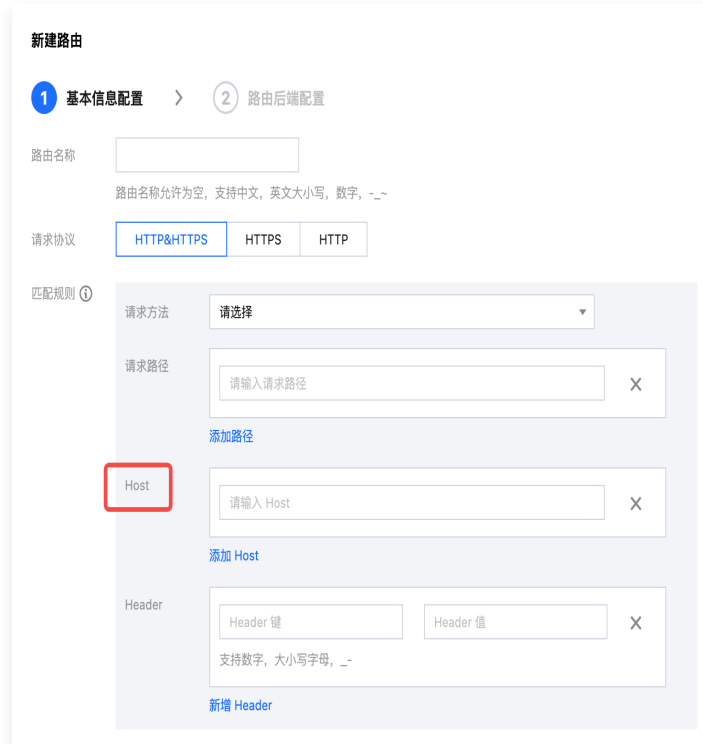 新建路由
1 基本信息配置 > 2 路由后端配置
路由名称
路由名称允许为空，支持中文，英文大小写，数字，-_~
请求协议 HTTP&HTTPS HTTPS HTTP
匹配规则
请求方法 请选择
请求路径
请输入请求路径
添加路径
Host
请输入 Host
添加 Host
Header
Header 键 Header 值
支持数字，大小写字母，_-
新增 Header